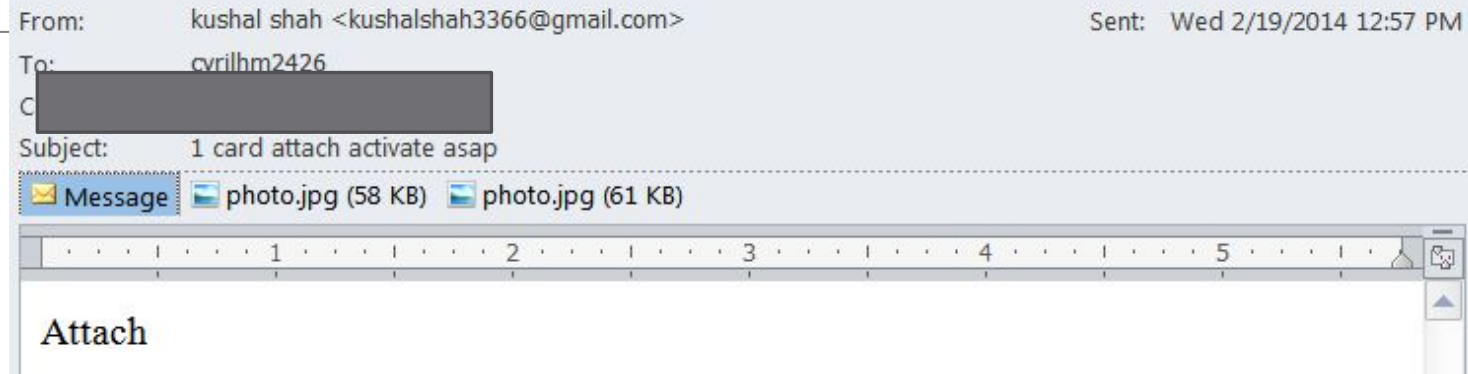 From: kushal shah <kushalshah3366@gmail.com> Sent: Wed 2/19/2014 12:57 PM
To: cyrilhm2426
C
Subject: 1 card attach activate asap
Message photo.jpg (58 KB) photo.jpg (61 KB)
1 2 3 4 5
Attach